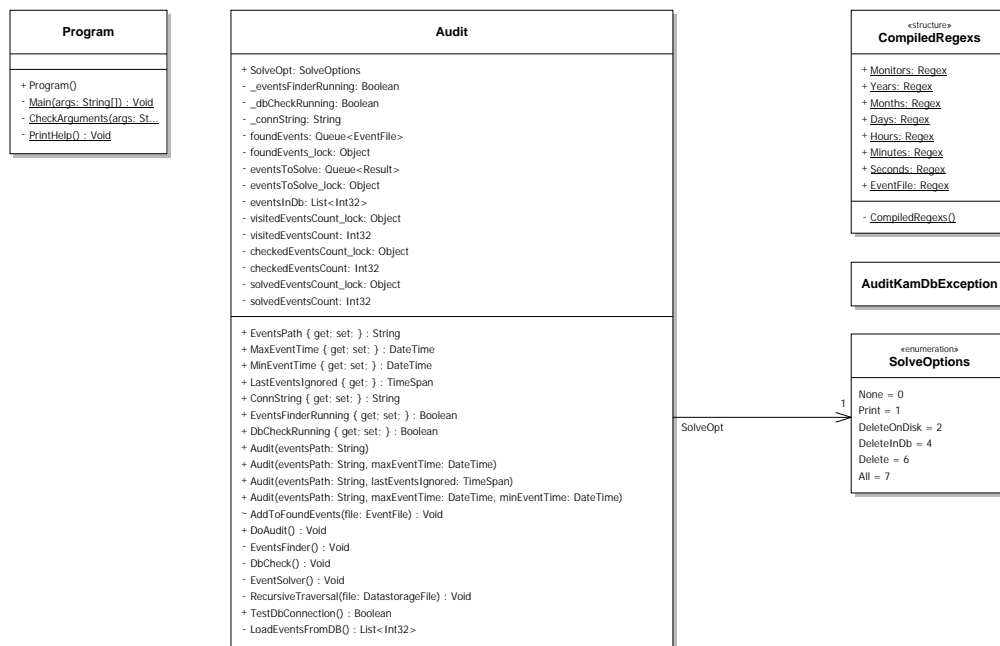 Program
+ Program()
- Main(args: String[]) : Void
- CheckArguments(args: St...
- PrintHelp() : Void
Audit
+ SolveOpt: SolveOptions
- _eventsFinderRunning: Boolean
- _dbCheckRunning: Boolean
- _connString: String
- foundEvents: Queue<EventFile>
- foundEvents_lock: Object
- eventsToSolve: Queue<Result>
- eventsToSolve_lock: Object
- eventsInDb: List<Int32>
- visitedEventsCount_lock: Object
- visitedEventsCount: Int32
- checkedEventsCount_lock: Object
- checkedEventsCount: Int32
- solvedEventsCount_lock: Object
- solvedEventsCount: Int32
+ EventsPath { get; set; } : String
+ MaxEventTime { get; set; } : DateTime
+ MinEventTime { get; set; } : DateTime
+ LastEventsIgnored { get; } : TimeSpan
+ ConnString { get; set; } : String
+ EventsFinderRunning { get; set; } : Boolean
+ DbCheckRunning { get; set; } : Boolean
+ Audit(eventsPath: String)
+ Audit(eventsPath: String, maxEventTime: DateTime)
+ Audit(eventsPath: String, lastEventsIgnored: TimeSpan)
+ Audit(eventsPath: String, maxEventTime: DateTime, minEventTime: DateTime)
~ AddToFoundEvents(file: EventFile) : Void
+ DoAudit() : Void
- EventsFinder() : Void
- DbCheck() : Void
- EventSolver() : Void
- RecursiveTraversal(file: DatastorageFile) : Void
+ TestDbConnection() : Boolean
- LoadEventsFromDB() : List<Int32>
SolveOpt
1
«structure»
CompiledRegexs
+ Monitors: Regex
+ Years: Regex
+ Months: Regex
+ Days: Regex
+ Hours: Regex
+ Minutes: Regex
+ Seconds: Regex
+ EventFile: Regex
- CompiledRegexs()
AuditKamDbException
«enumeration»
SolveOptions
None = 0
Print = 1
DeleteOnDisk = 2
DeleteInDb = 4
Delete = 6
All = 7